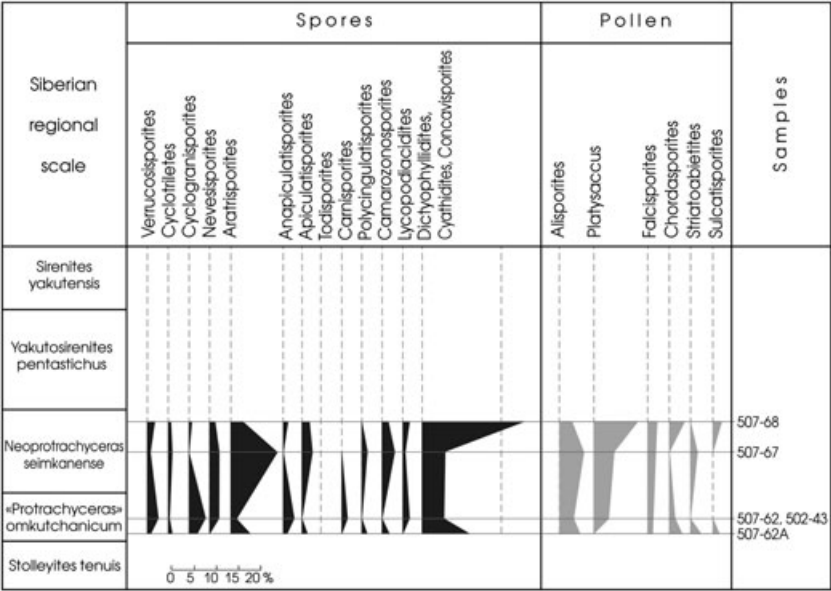 Spores
Pollen
Siberian
regional
scale
Verrucosisporites
Cyclotriletes
Cyclogranisporites
Nevesisporites
Aratrisporites
Anapiculatisporites
Apiculatisporites
Todisporites
Carnisporites
Polycingulatisporites
Camarozonosporites
Lycopodiacidites
Dictyophyllidites,
Cyathidites, Concavisporites
Alisporites
Platysaccus
Falcisporites
Chordasporites
Striatoabietites
Sulcatisporites
Samples
Sirenites
yakutensis
Yakutosirenites
pentastichus
Neoprotrachyceras
seimkanense
«Protrachyceras»
omkutchanicum
Stolleyites tenuis
507-68
507-67
507-62, 502-43
507-62A
0 5 10 15 20 %